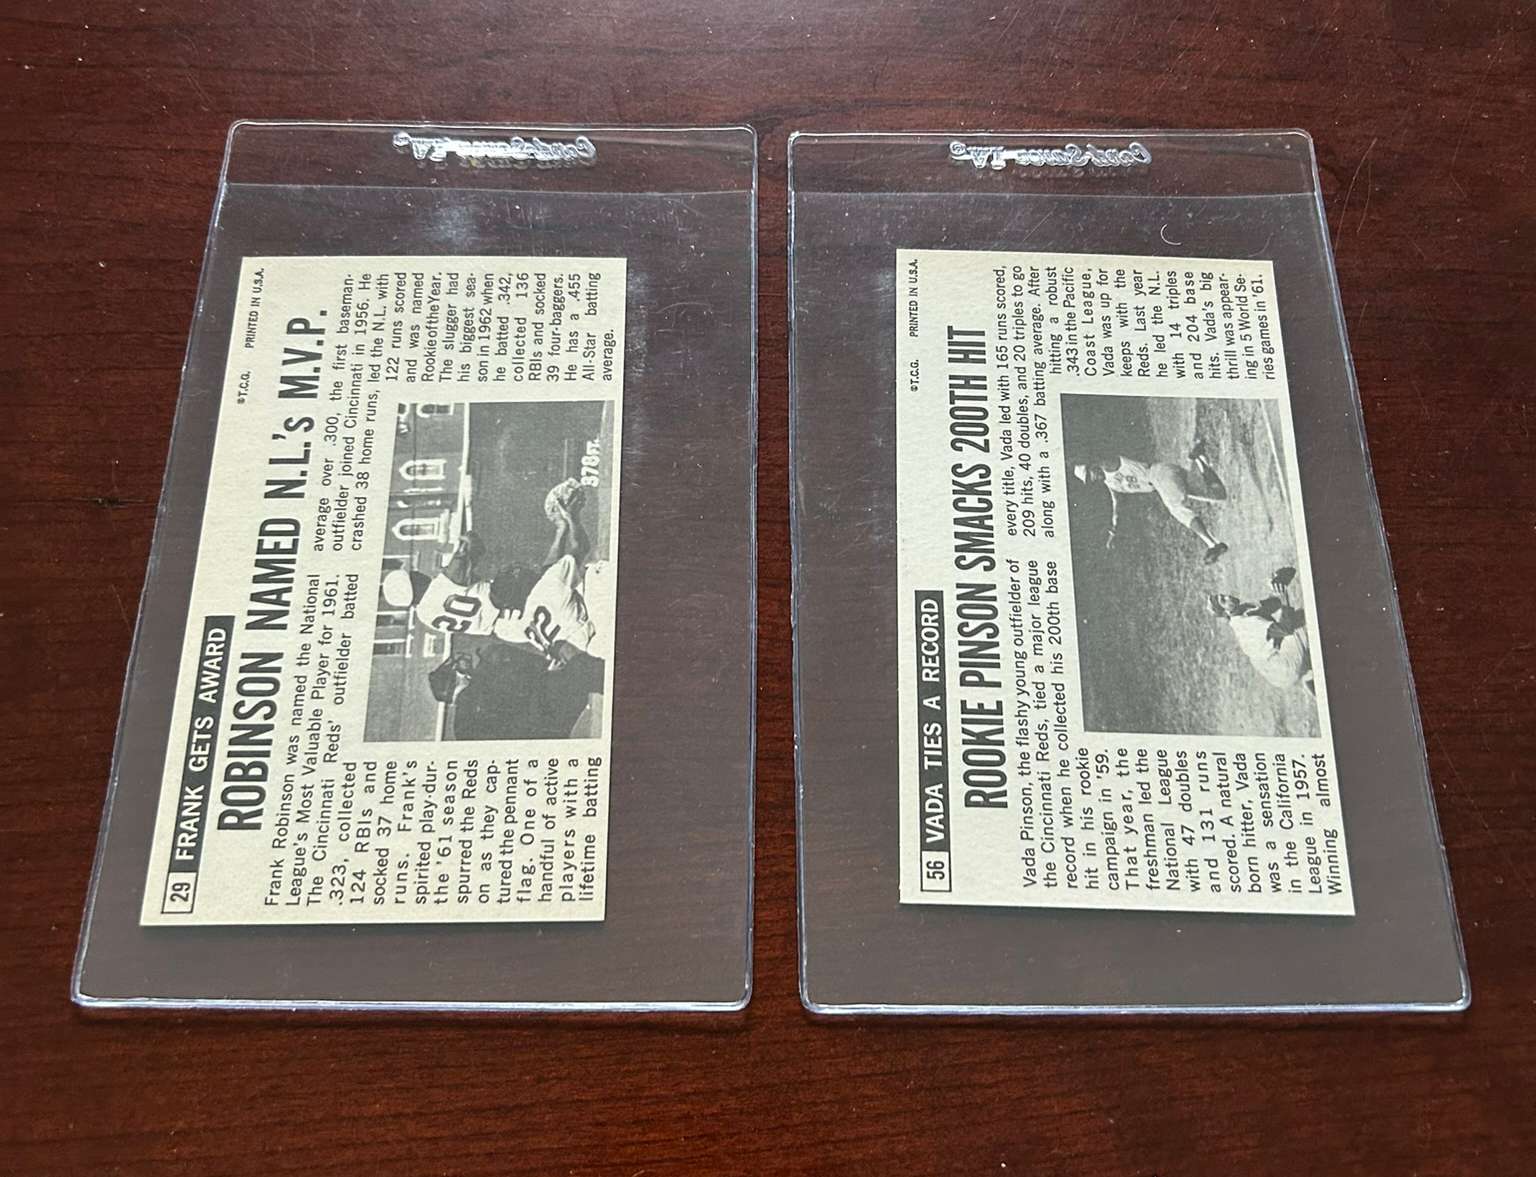 ©T.C.G. PRINTED IN U.S.A.
29 FRANK GETS AWARD
ROBINSON NAMED N.L.'s M.V.P.
Frank Robinson was named the National
League's Most Valuable Player for 1961.
The Cincinnati Reds' outfielder batted
.323, collected
124 RBIs and
socked 37 home
runs. Frank's
spirited play-dur-
the '61 season
spurred the Reds
on as they cap-
tured the pennant
flag. One of a
handful of active
players with a
lifetime batting
average over .300, the first baseman-
outfielder joined Cincinnati in 1956. He
crashed 38 home runs, led the N.L. with
122 runs scored
and was named
Rookie of the Year.
The slugger had
his biggest sea-
son in 1962 when
he batted .342,
collected 136
RBIs and socked
39 four-baggers.
He has a .455
All-Star batting
average.
20
12
378FT.
©T.C.G. PRINTED IN U.S.A.
56 VADA TIES A RECORD
ROOKIE PINSON SMACKS 200TH HIT
Vada Pinson, the flashy young outfielder of
the Cincinnati Reds, tied a major league
record when he collected his 200th base
hit in his rookie
campaign in '59.
That year, the
freshman led the
National League
with 47 doubles
and 131 runs
scored. A natural
born hitter, Vada
was a sensation
in the California
League in 1957.
Winning almost
every title, Vada led with 165 runs scored,
209 hits, 40 doubles, and 20 triples to go
along with a .367 batting average. After
hitting a robust
.343 in the Pacific
Coast League,
Vada was up for
keeps with the
Reds. Last year
he led the N.L.
with 14 triples
and 204 base
hits. Vada's big
thrill was appear-
ing in 5 World Se-
ries games in '61.
28